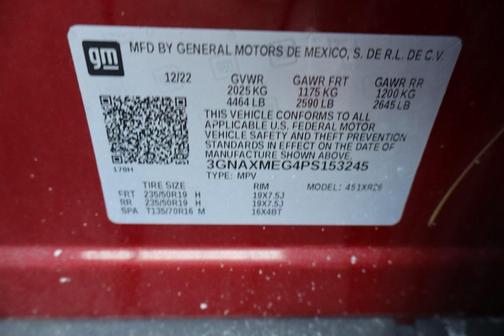 gm MFD BY GENERAL MOTORS DE MEXICO, S. DE R.L. DE C.V.
12/22 GVWR GAWR FRT GAWR RR
2025 KG 1175 KG 1200 KG
4464 LB 2590 LB 2645 LB
THIS VEHICLE CONFORMS TO ALL
APPLICABLE U.S. FEDERAL MOTOR
VEHICLE SAFETY AND THEFT PREVENTION
STANDARDS IN EFFECT ON THE DATE OF
MANUFACTURE SHOWN ABOVE.
3GNAXMEG4PS153245
179H TYPE: MPV MODEL: 451XR26
TIRE SIZE RIM
FRT 235/50R19 H 19X7.5J
RR 235/50R19 H 19X7.5J
SPA T135/70R16 M 16X4BT